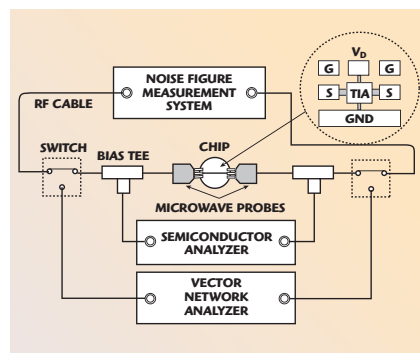 NOISE FIGURE
MEASUREMENT
SYSTEM
V_D
G G
S TIA S
GND
RF CABLE
SWITCH
BIAS TEE
CHIP
MICROWAVE PROBES
SEMICONDUCTOR
ANALYZER
VECTOR
NETWORK
ANALYZER